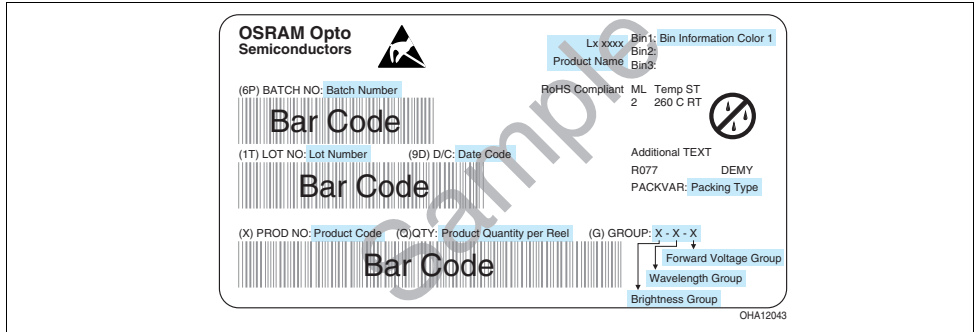 OSRAM Opto
Semiconductors
Lx xxxx
Product Name
Bin1: Bin Information Color 1
Bin2:
Bin3:
(6P) BATCH NO: Batch Number
Bar Code
RoHS Compliant ML Temp ST
2 260 C RT
(1T) LOT NO: Lot Number (9D) D/C: Date Code
Bar Code
Additional TEXT
R077 DEMY
PACKVAR: Packing Type
(X) PROD NO: Product Code (Q)QTY: Product Quantity per Reel (G) GROUP: X - X - X
Bar Code
Forward Voltage Group
Wavelength Group
Brightness Group
Sample
OHA12043